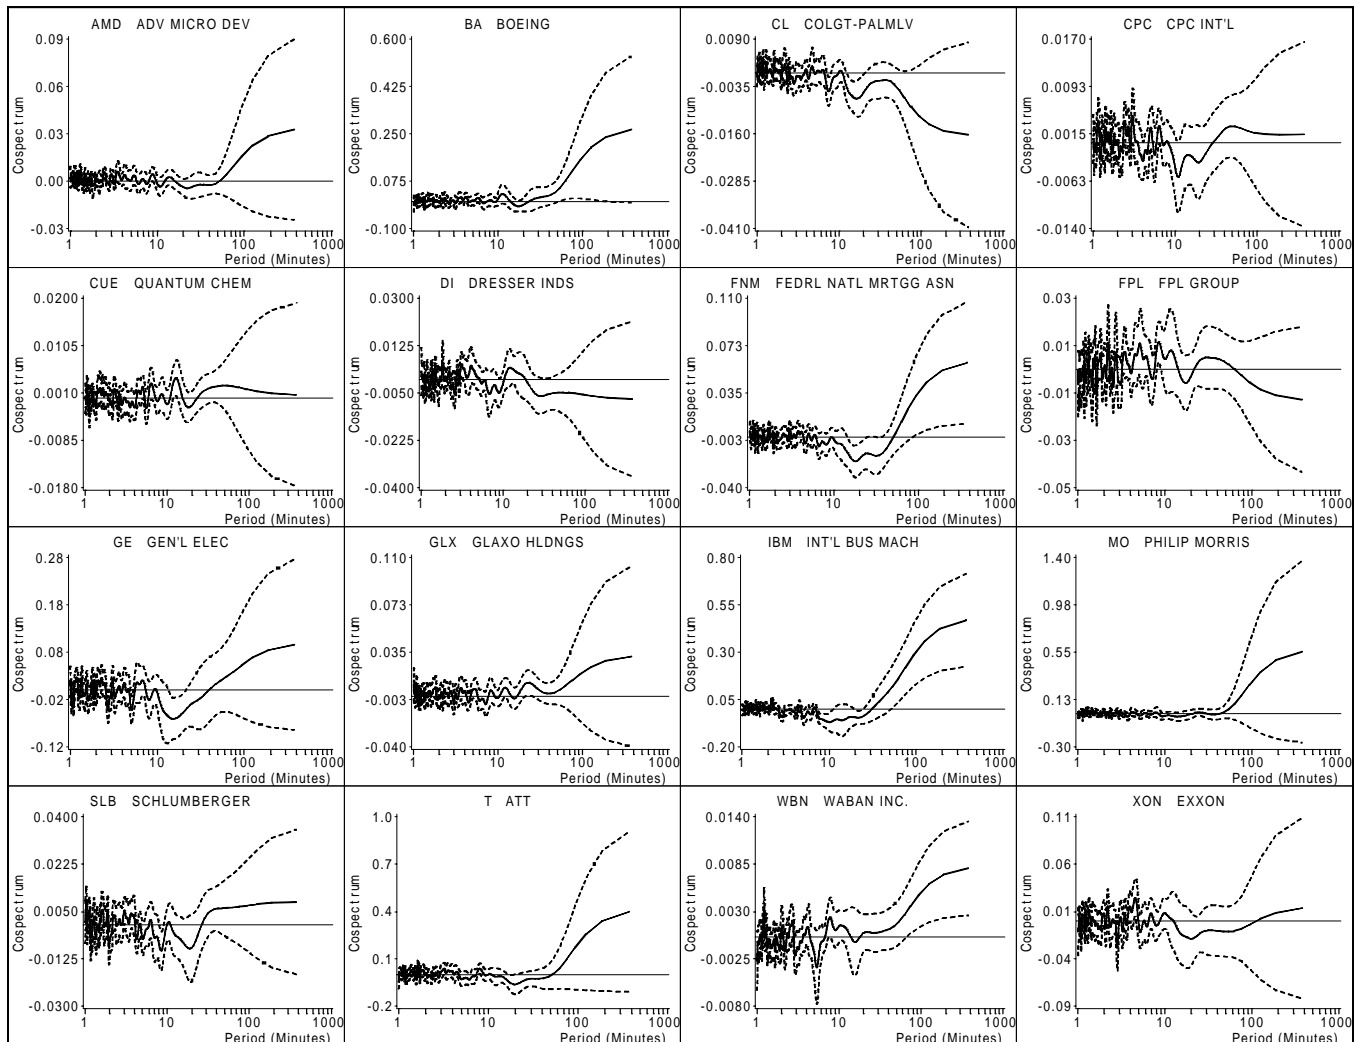 AMD ADV MICRO DEV
Cospectrum
0.09
0.06
0.03
0.00
-0.03
1 10 100 1000
Period (Minutes)
BA BOEING
Cospectrum
0.600
0.425
0.250
0.075
-0.100
1 10 100 1000
Period (Minutes)
CL COLGT-PALMLV
Cospectrum
0.0090
-0.0035
-0.0160
-0.0285
-0.0410
1 10 100 1000
Period (Minutes)
CPC CPC INT'L
Cospectrum
0.0170
0.0093
0.0015
-0.0063
-0.0140
1 10 100 1000
Period (Minutes)
CUE QUANTUM CHEM
Cospectrum
0.0200
0.0105
0.0010
-0.0085
-0.0180
1 10 100 1000
Period (Minutes)
DI DRESSER INDS
Cospectrum
0.0300
0.0125
-0.0050
-0.0225
-0.0400
1 10 100 1000
Period (Minutes)
FNM FEDRL NATL MRTGG ASN
Cospectrum
0.110
0.073
0.035
-0.003
-0.040
1 10 100 1000
Period (Minutes)
FPL FPL GROUP
Cospectrum
0.03
0.01
-0.01
-0.03
-0.05
1 10 100 1000
Period (Minutes)
GE GEN'L ELEC
Cospectrum
0.28
0.18
0.08
-0.02
-0.12
1 10 100 1000
Period (Minutes)
GLX GLAXO HLDNGS
Cospectrum
0.110
0.073
0.035
-0.003
-0.040
1 10 100 1000
Period (Minutes)
IBM INT'L BUS MACH
Cospectrum
0.80
0.55
0.30
0.05
-0.20
1 10 100 1000
Period (Minutes)
MO PHILIP MORRIS
Cospectrum
1.40
0.98
0.55
0.13
-0.30
1 10 100 1000
Period (Minutes)
SLB SCHLUMBERGER
Cospectrum
0.0400
0.0225
0.0050
-0.0125
-0.0300
1 10 100 1000
Period (Minutes)
T ATT
Cospectrum
1.0
0.7
0.4
0.1
-0.2
1 10 100 1000
Period (Minutes)
WBN WABAN INC.
Cospectrum
0.0140
0.0085
0.0030
-0.0025
-0.0080
1 10 100 1000
Period (Minutes)
XON EXXON
Cospectrum
0.11
0.06
0.01
-0.04
-0.09
1 10 100 1000
Period (Minutes)